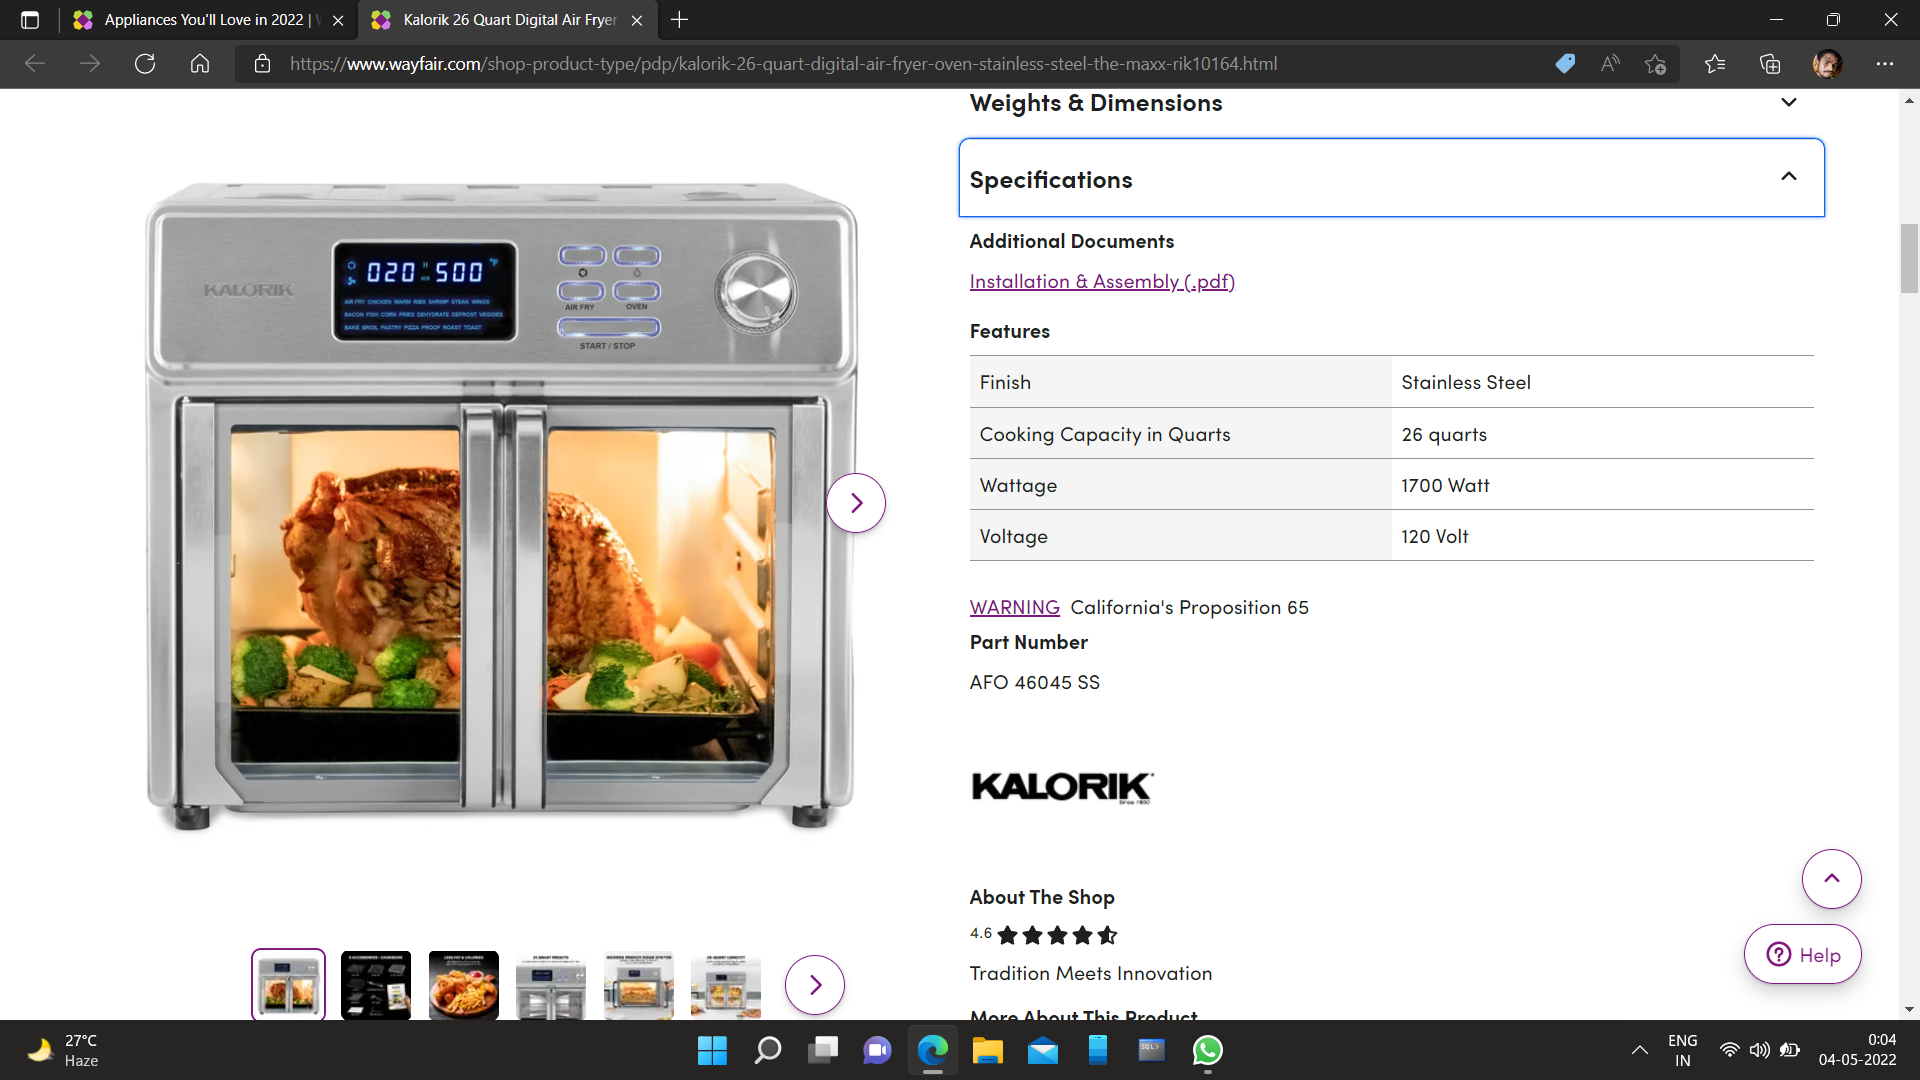 Appliances You'll Love in 2022 |
Kalorik 26 Quart Digital Air Fryer
https://www.wayfair.com/shop-product-type/pdp/kalorik-26-quart-digital-air-fryer-oven-stainless-steel-the-maxx-rik10164.html
Weights & Dimensions
Specifications
Additional Documents
Installation & Assembly (.pdf)
Features
Finish Stainless Steel
Cooking Capacity in Quarts 26 quarts
Wattage 1700 Watt
Voltage 120 Volt
WARNING California's Proposition 65
Part Number
AFO 46045 SS
KALORIK
Since 1930
About The Shop
4.6
Tradition Meets Innovation
More About This Product
Help
KALORIK
020 500 °F
AIR FRY CHICKEN WARM RIBS SHRIMP STEAK WINGS
BACON FISH CORN FRIES DEHYDRATE DEFROST VEGGIES
BAKE BROIL PASTRY PIZZA PROOF ROAST TOAST
AIR FRY OVEN
START / STOP
27°C
Haze
ENG
IN
0:04
04-05-2022